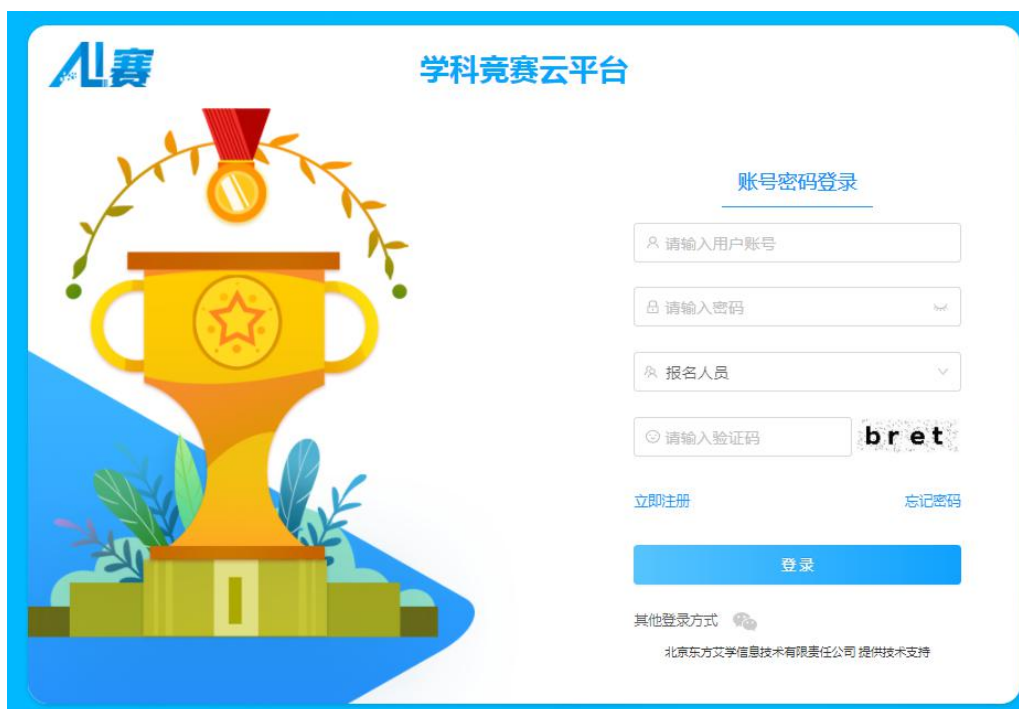 AL赛
学科竞赛云平台
账号密码登录
请输入用户账号
请输入密码
报名人员
请输入验证码 bret
立即注册 忘记密码
登录
其他登录方式
北京东方艾学信息技术有限责任公司 提供技术支持